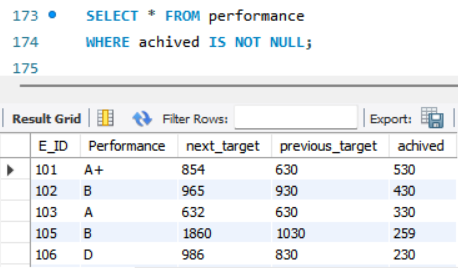 173 SELECT * FROM performance
174 WHERE achived IS NOT NULL;
175
Result Grid Filter Rows: Export:
E_ID Performance next_target previous_target achived
101 A+ 854 630 530
102 B 965 930 430
103 A 632 630 330
105 B 1860 1030 259
106 D 986 830 230